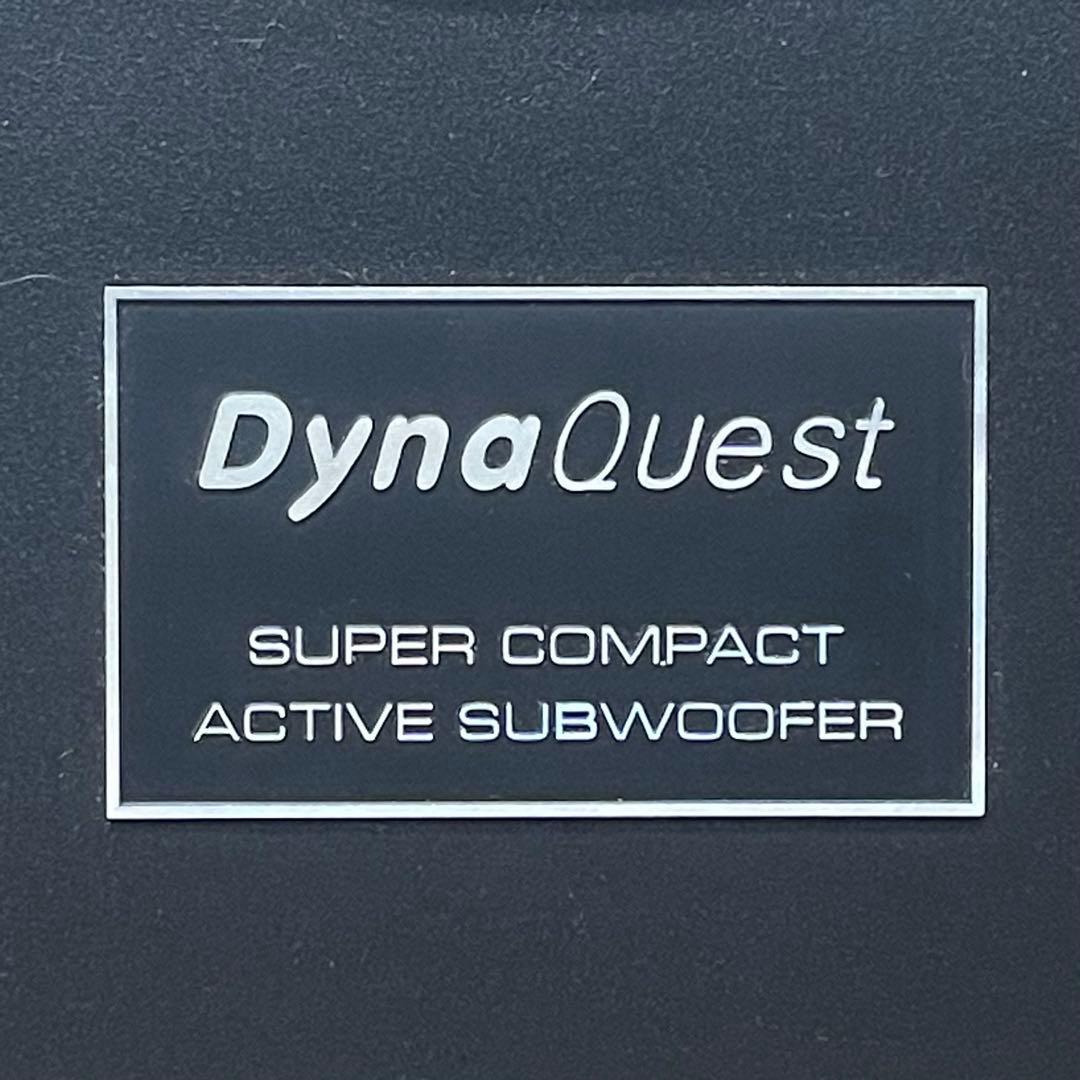 DynaQuest
SUPER COMPACT
ACTIVE SUBWOOFER